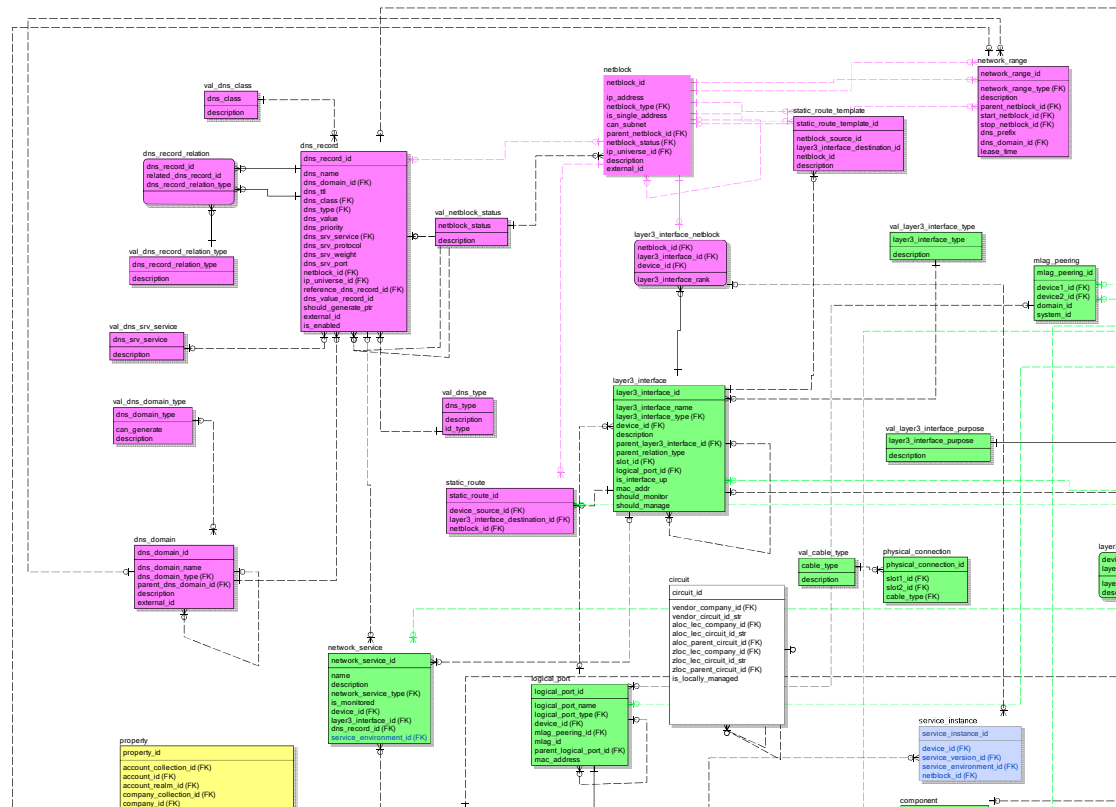 val_dns_class
dns_class
description
dns_record_relation
dns_record_id
related_dns_record_id
dns_record_relation_type
val_dns_record_relation_type
dns_record_relation_type
description
dns_record
dns_record_id
dns_name
dns_domain_id (FK)
dns_ttl
dns_class (FK)
dns_type (FK)
dns_value
dns_priority
dns_srv_service (FK)
dns_srv_protocol
dns_srv_weight
dns_srv_port
netblock_id (FK)
ip_universe_id (FK)
reference_dns_record_id (FK)
dns_value_record_id
should_generate_ptr
external_id
is_enabled
val_netblock_status
netblock_status
description
netblock
netblock_id
ip_address
netblock_type (FK)
is_single_address
can_subnet
parent_netblock_id (FK)
netblock_status (FK)
ip_universe_id (FK)
description
external_id
static_route_template
static_route_template_id
netblock_source_id
layer3_interface_destination_id
netblock_id
description
network_range
network_range_id
network_range_type (FK)
description
parent_netblock_id (FK)
start_netblock_id (FK)
stop_netblock_id (FK)
dns_prefix
dns_domain_id (FK)
lease_time
layer3_interface_netblock
netblock_id (FK)
layer3_interface_id (FK)
device_id (FK)
layer3_interface_rank
val_layer3_interface_type
layer3_interface_type
description
mlag_peering
mlag_peering_id
device1_id (FK)
device2_id (FK)
domain_id
system_id
val_dns_srv_service
dns_srv_service
description
val_dns_domain_type
dns_domain_type
can_generate
description
val_dns_type
dns_type
description
id_type
layer3_interface
layer3_interface_id
layer3_interface_name
layer3_interface_type (FK)
device_id (FK)
description
parent_layer3_interface_id (FK)
parent_relation_type
slot_id (FK)
logical_port_id (FK)
is_interface_up
mac_addr
should_monitor
should_manage
val_layer3_interface_purpose
layer3_interface_purpose
description
static_route
static_route_id
device_source_id (FK)
layer3_interface_destination_id (FK)
netblock_id (FK)
dns_domain
dns_domain_id
dns_domain_name
dns_domain_type (FK)
parent_dns_domain_id (FK)
description
external_id
val_cable_type
cable_type
description
physical_connection
physical_connection_id
slot1_id (FK)
slot2_id (FK)
cable_type (FK)
layer
devi
laye
laye
desc
circuit
circuit_id
vendor_company_id (FK)
vendor_circuit_id_str
aloc_lec_company_id (FK)
aloc_lec_circuit_id_str
aloc_parent_circuit_id (FK)
zloc_lec_company_id (FK)
zloc_lec_circuit_id_str
zloc_parent_circuit_id (FK)
is_locally_managed
network_service
network_service_id
name
description
network_service_type (FK)
is_monitored
device_id (FK)
layer3_interface_id (FK)
dns_record_id (FK)
service_environment_id (FK)
logical_port
logical_port_id
logical_port_name
logical_port_type (FK)
device_id (FK)
mlag_peering_id (FK)
mlag_id
parent_logical_port_id (FK)
mac_address
service_instance
service_instance_id
device_id (FK)
service_version_id (FK)
service_environment_id (FK)
netblock_id (FK)
property
property_id
account_collection_id (FK)
account_id (FK)
account_realm_id (FK)
company_collection_id (FK)
company_id (FK)
component